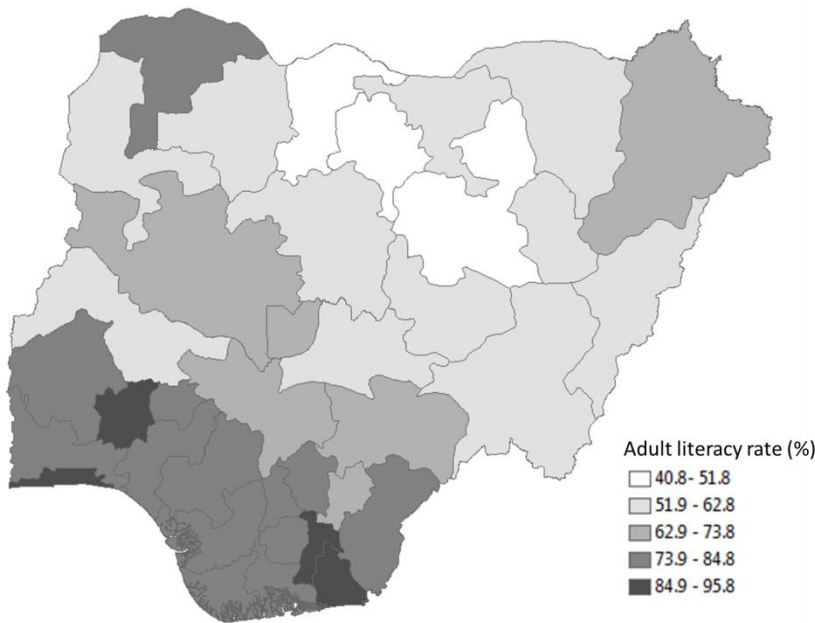 Adult literacy rate (%)
40.8- 51.8
51.9 - 62.8
62.9 - 73.8
73.9 - 84.8
84.9 - 95.8